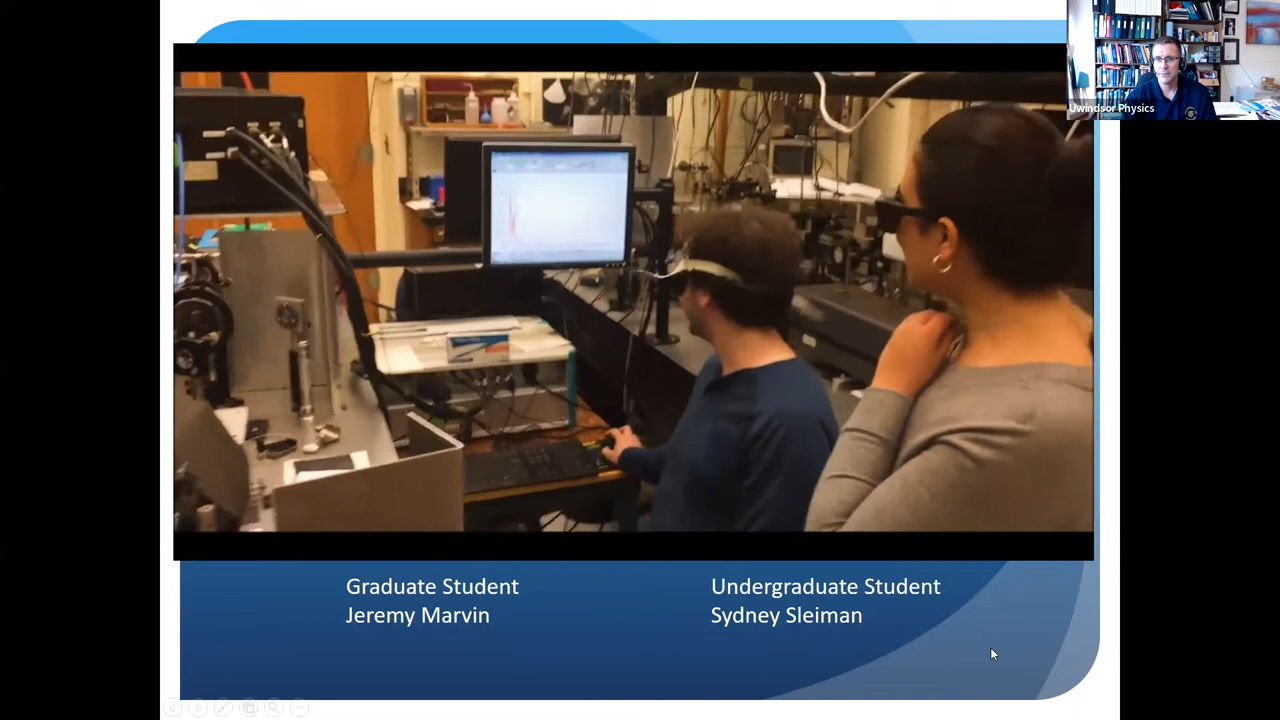 Uwindsor Physics
Graduate Student
Jeremy Marvin
Undergraduate Student
Sydney Sleiman